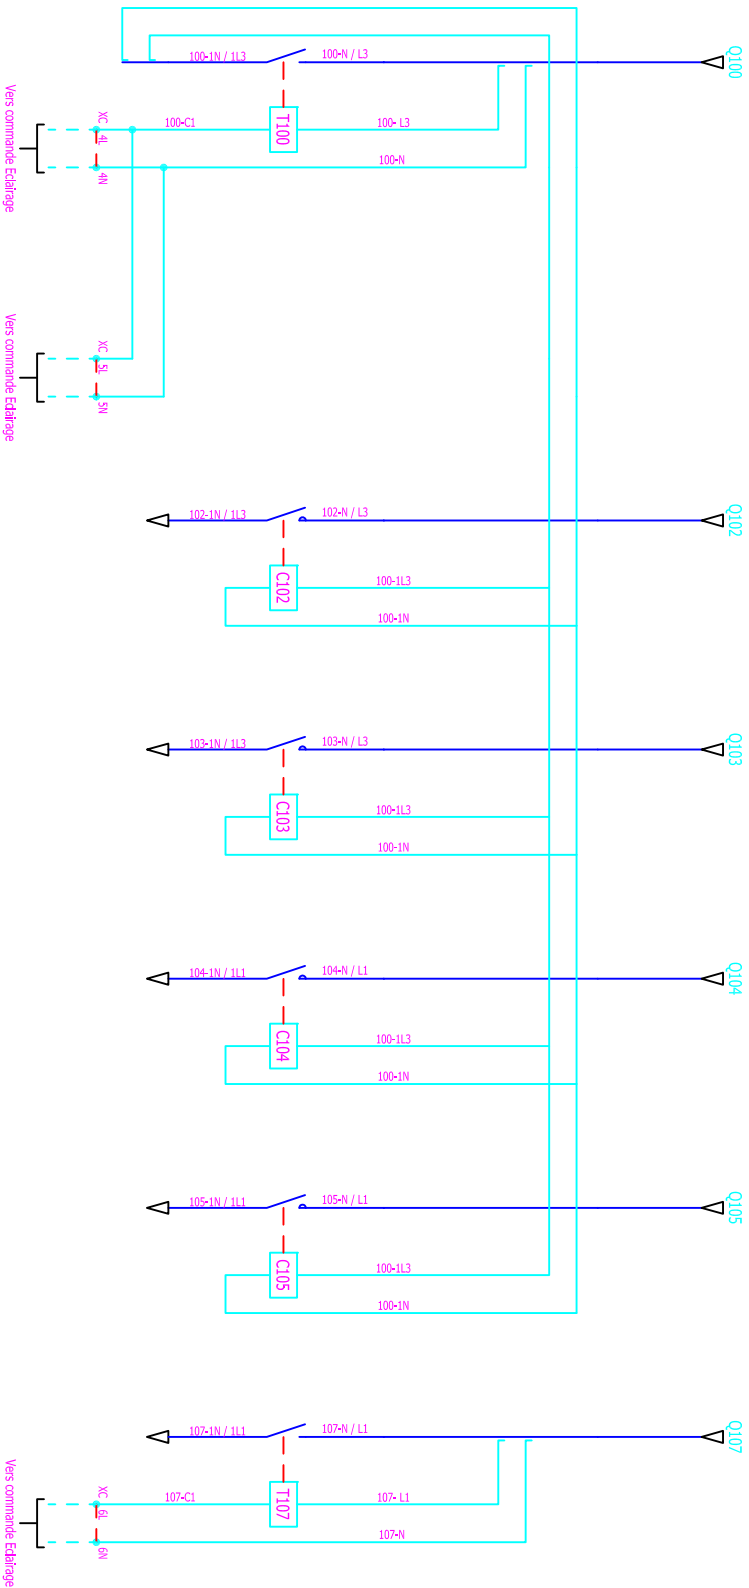 Q100
100-1N / 1L3
100-N / L3
T100
100-C1
100- L3
100-N
XC
4L
4N
Vers commande Eclairage
XC
5L
5N
Vers commande Eclairage
Q102
102-1N / 1L3
102-N / L3
C102
100-1L3
100-1N
Q103
103-1N / 1L3
103-N / L3
C103
100-1L3
100-1N
Q104
104-1N / 1L1
104-N / L1
C104
100-1L3
100-1N
Q105
105-1N / 1L1
105-N / L1
C105
100-1L3
100-1N
Q107
107-1N / 1L1
107-N / L1
T107
107-C1
107- L1
107-N
XC
6L
6N
Vers commande Eclairage